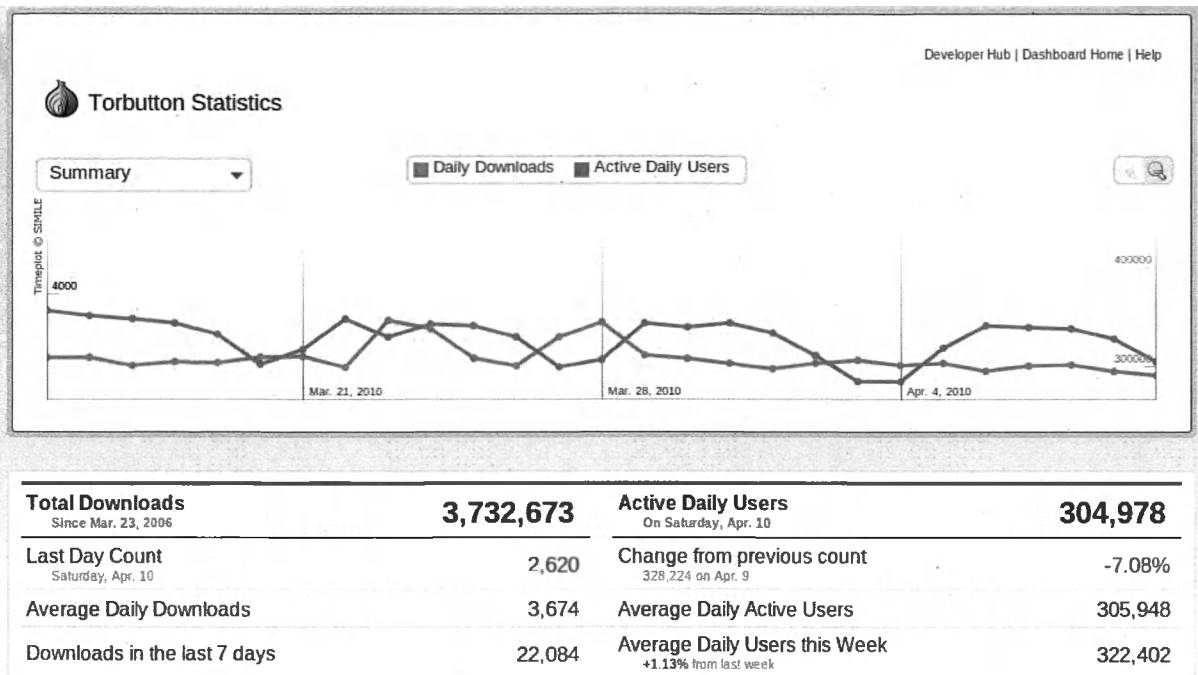 Developer Hub | Dashboard Home | Help
Torbutton Statistics
Summary
Daily Downloads Active Daily Users
Timeplot © SIMILE
4000
400000
300000
Mar. 21, 2010
Mar. 28, 2010
Apr. 4, 2010
Total Downloads
Since Mar. 23, 2006
3,732,673
Last Day Count
Saturday, Apr. 10
2,620
Average Daily Downloads
3,674
Downloads in the last 7 days
22,084
Active Daily Users
On Saturday, Apr. 10
304,978
Change from previous count
328,224 on Apr. 9
-7.08%
Average Daily Active Users
305,948
Average Daily Users this Week
+1.13% from last week
322,402